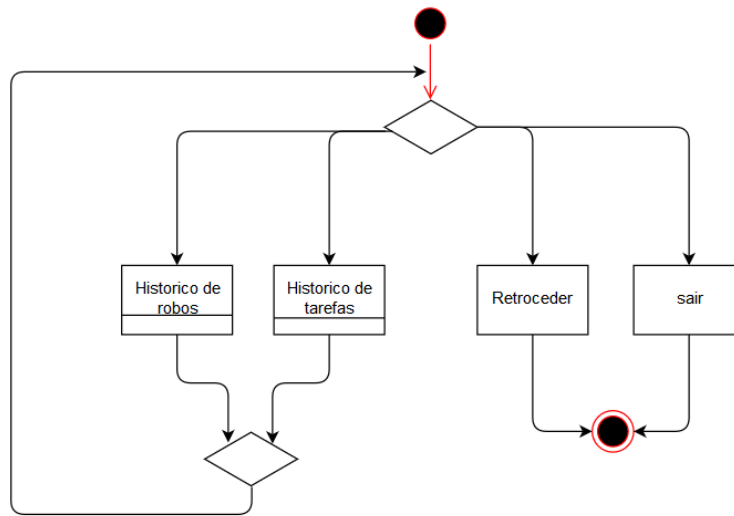 Historico de
robos
Historico de
tarefas
Retroceder
sair